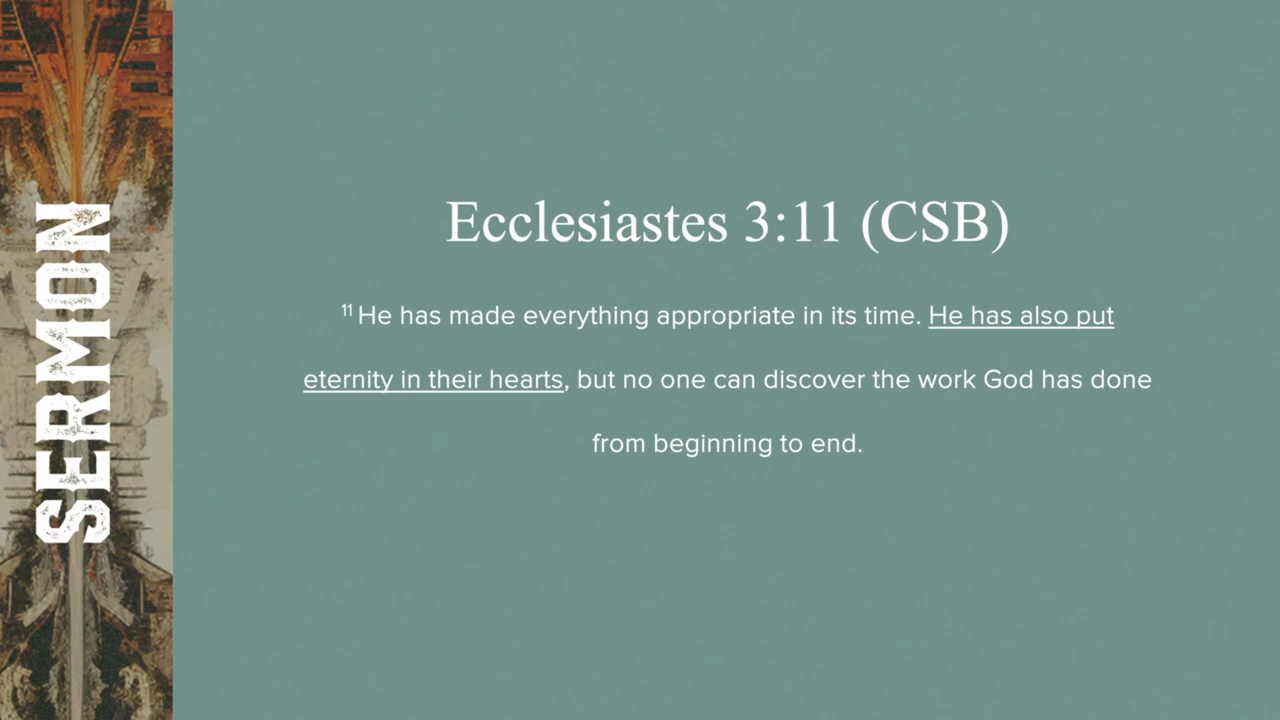 SERMON
Ecclesiastes 3:11 (CSB)
11 He has made everything appropriate in its time. He has also put
eternity in their hearts, but no one can discover the work God has done
from beginning to end.